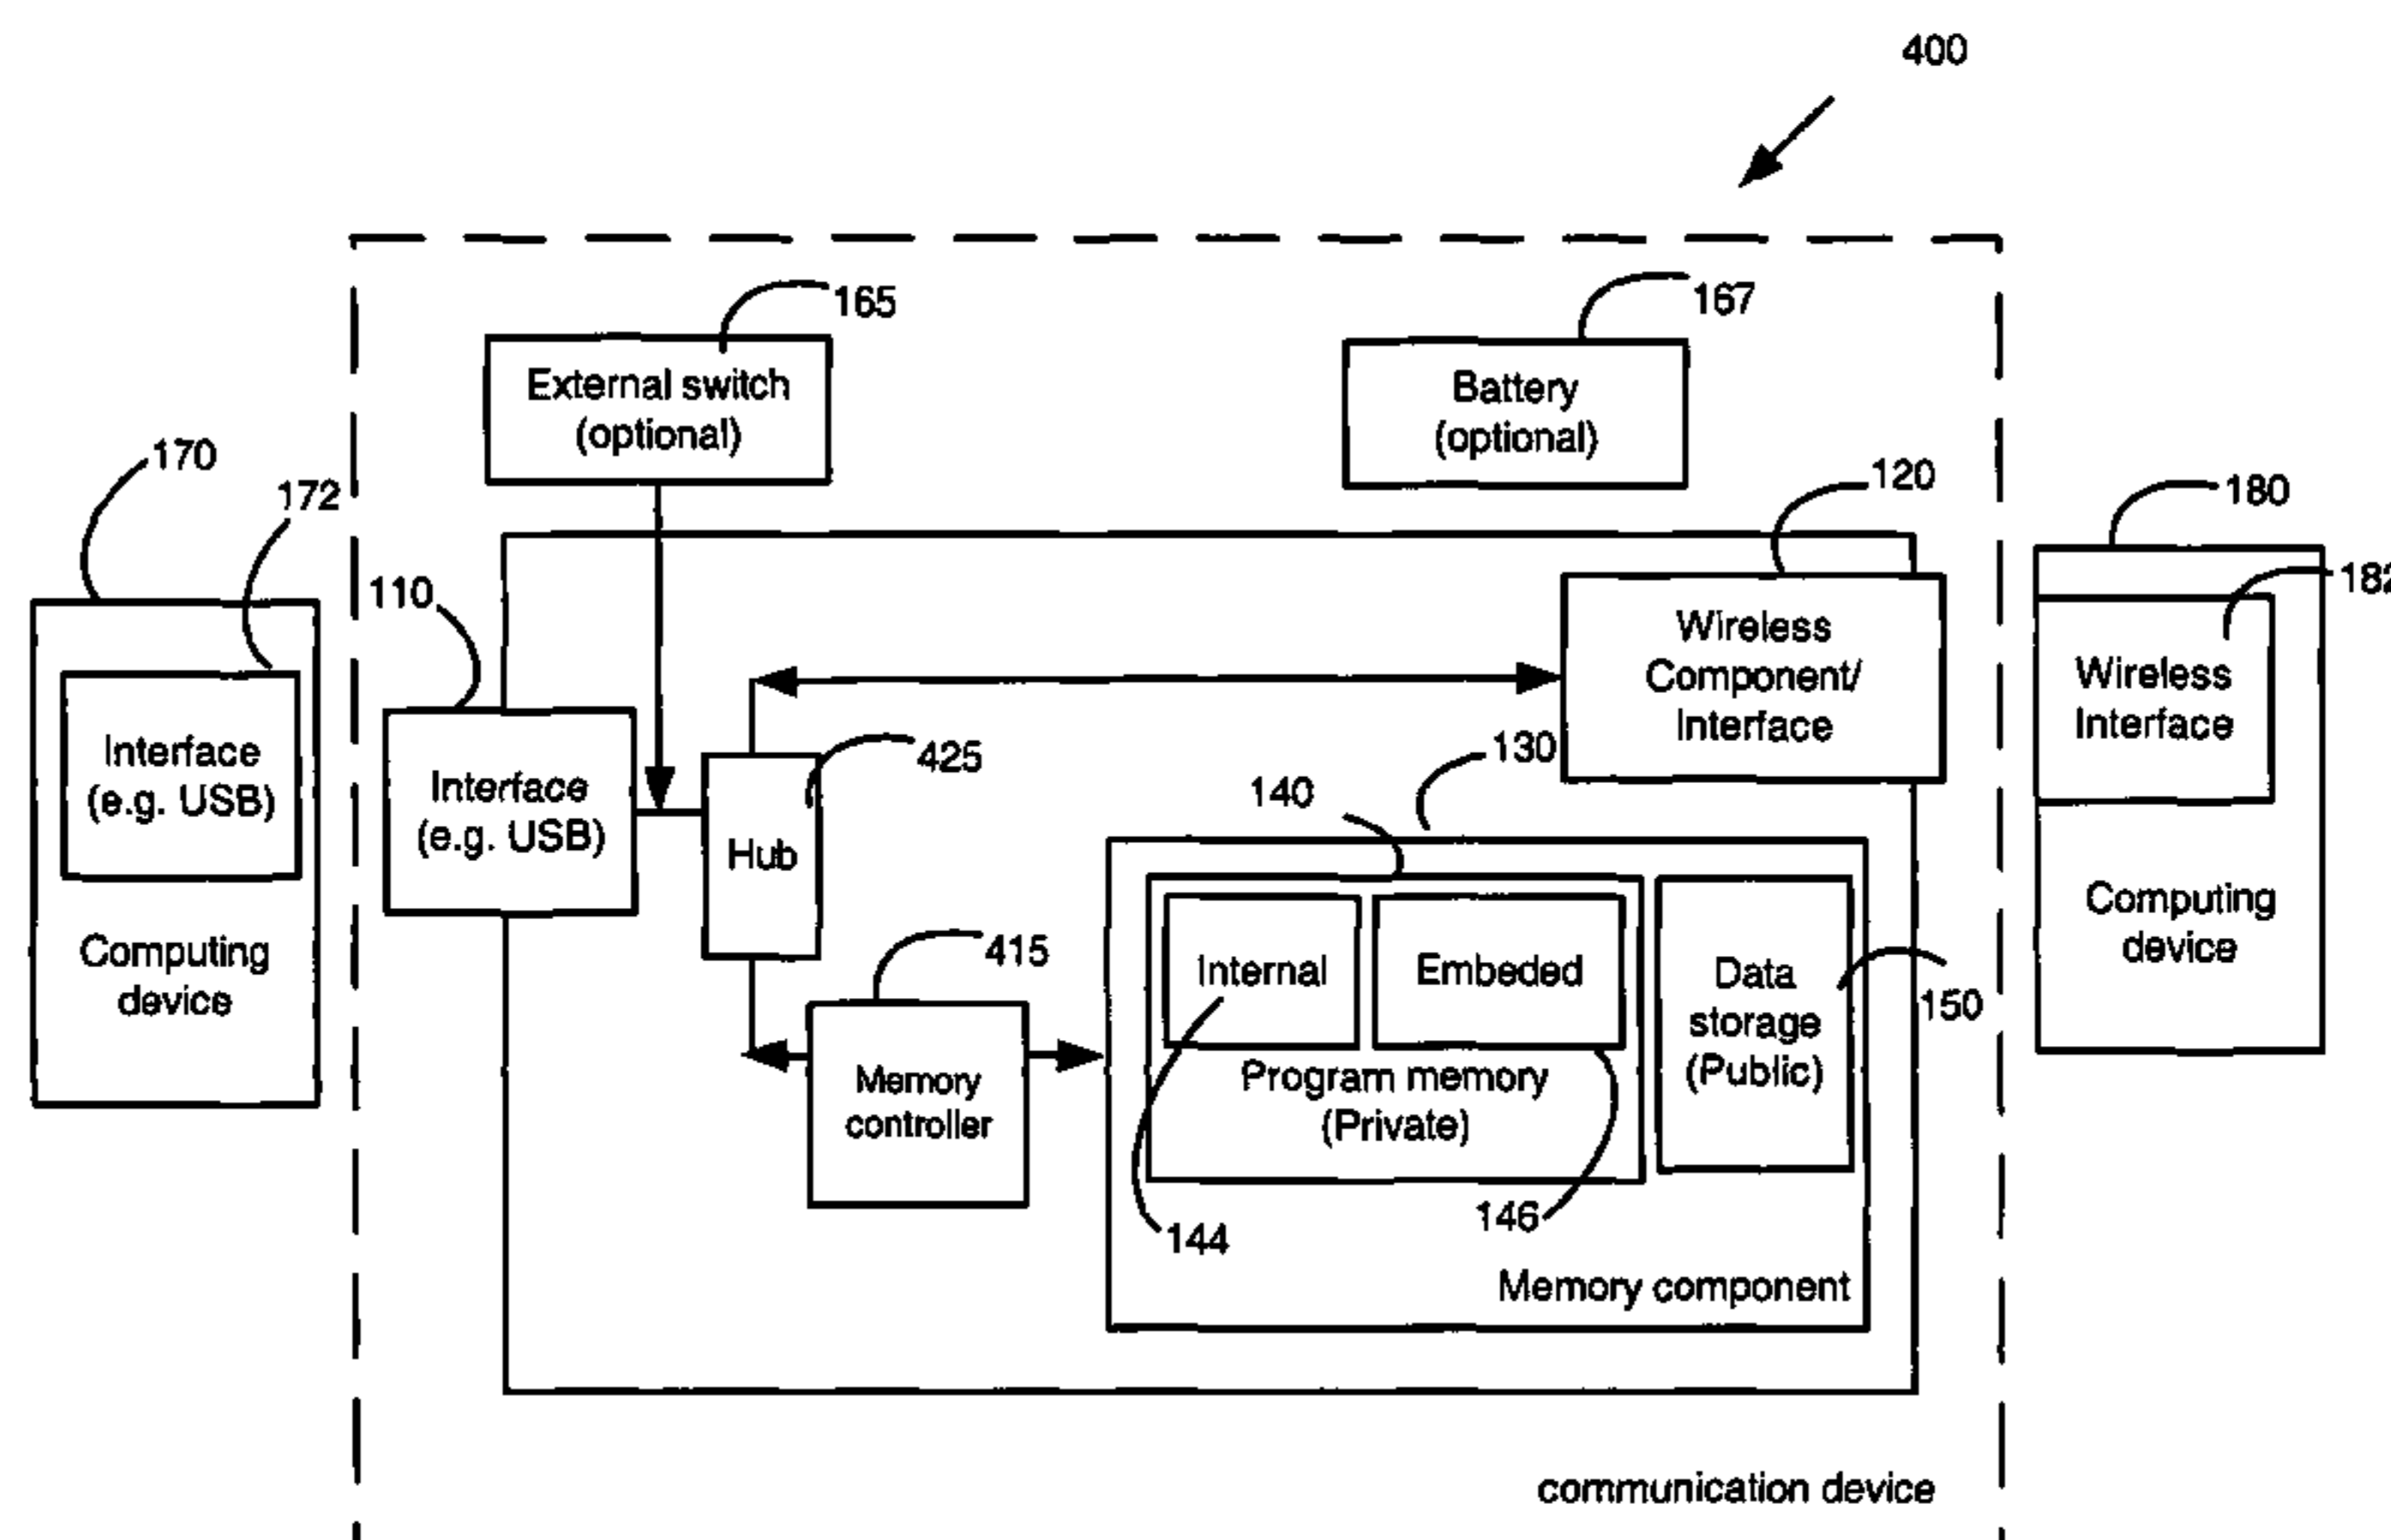 400
165
167
External switch
(optional)
Battery
(optional)
170
172
120
180
110
182
Wireless
Component/
Interface
Wireless
Interface
Interface
(e.g. USB)
Interface
(e.g. USB)
425
130
140
Hub
Computing
device
Computing
device
415
Internal
Embeded
Data
storage
(Public)
150
Memory
controller
Program memory
(Private)
144
146
Memory component
communication device